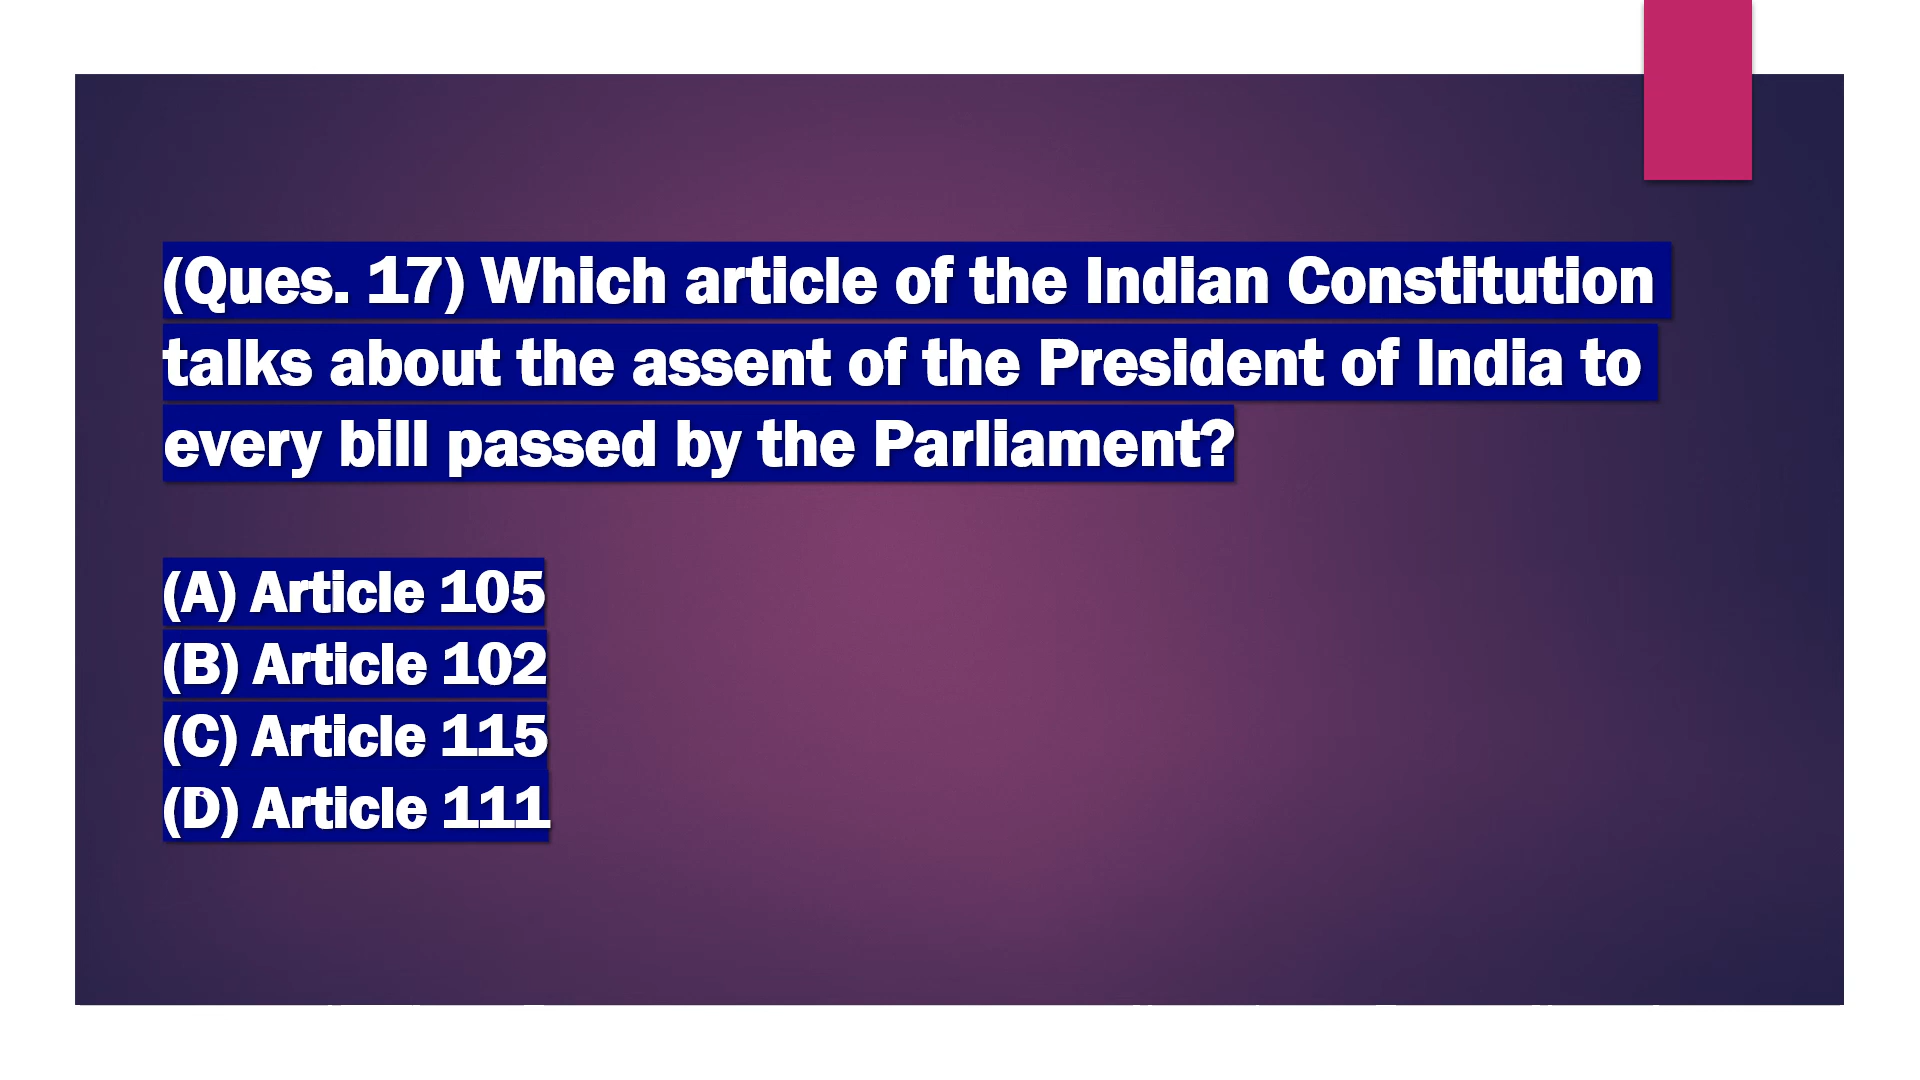 (Ques. 17) Which article of the Indian Constitution
talks about the assent of the President of India to
every bill passed by the Parliament?
(A) Article 105
(B) Article 102
(C) Article 115
(D) Article 111